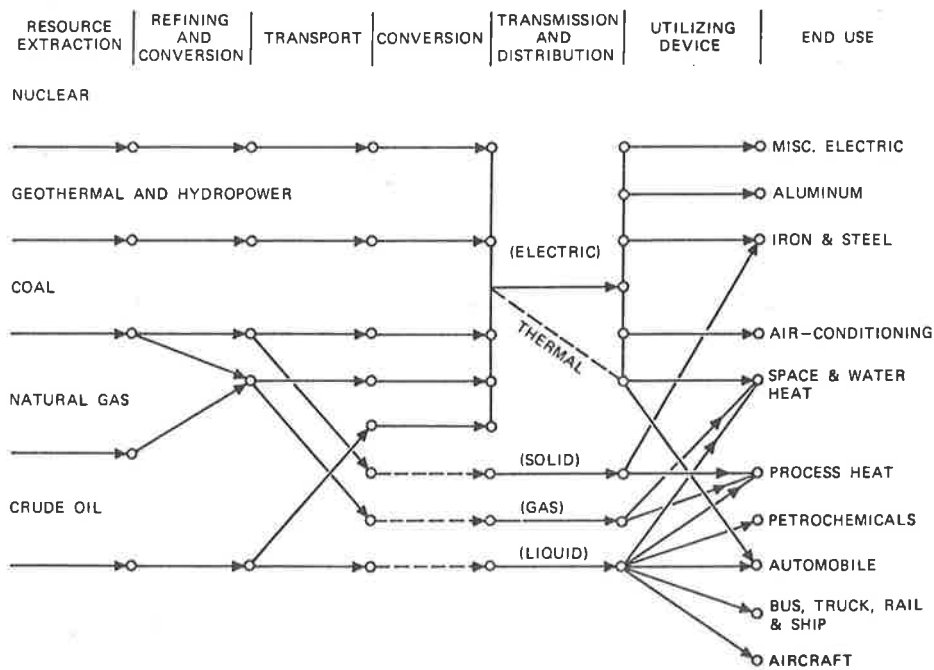 RESOURCE
EXTRACTION
REFINING
AND
CONVERSION
TRANSPORT
CONVERSION
TRANSMISSION
AND
DISTRIBUTION
UTILIZING
DEVICE
END USE
NUCLEAR
MISC. ELECTRIC
GEOTHERMAL AND HYDROPOWER
ALUMINUM
(ELECTRIC)
IRON & STEEL
COAL
THERMAL
AIR-CONDITIONING
NATURAL GAS
SPACE & WATER
HEAT
(SOLID)
PROCESS HEAT
CRUDE OIL
(GAS)
PETROCHEMICALS
(LIQUID)
AUTOMOBILE
BUS, TRUCK, RAIL
& SHIP
AIRCRAFT